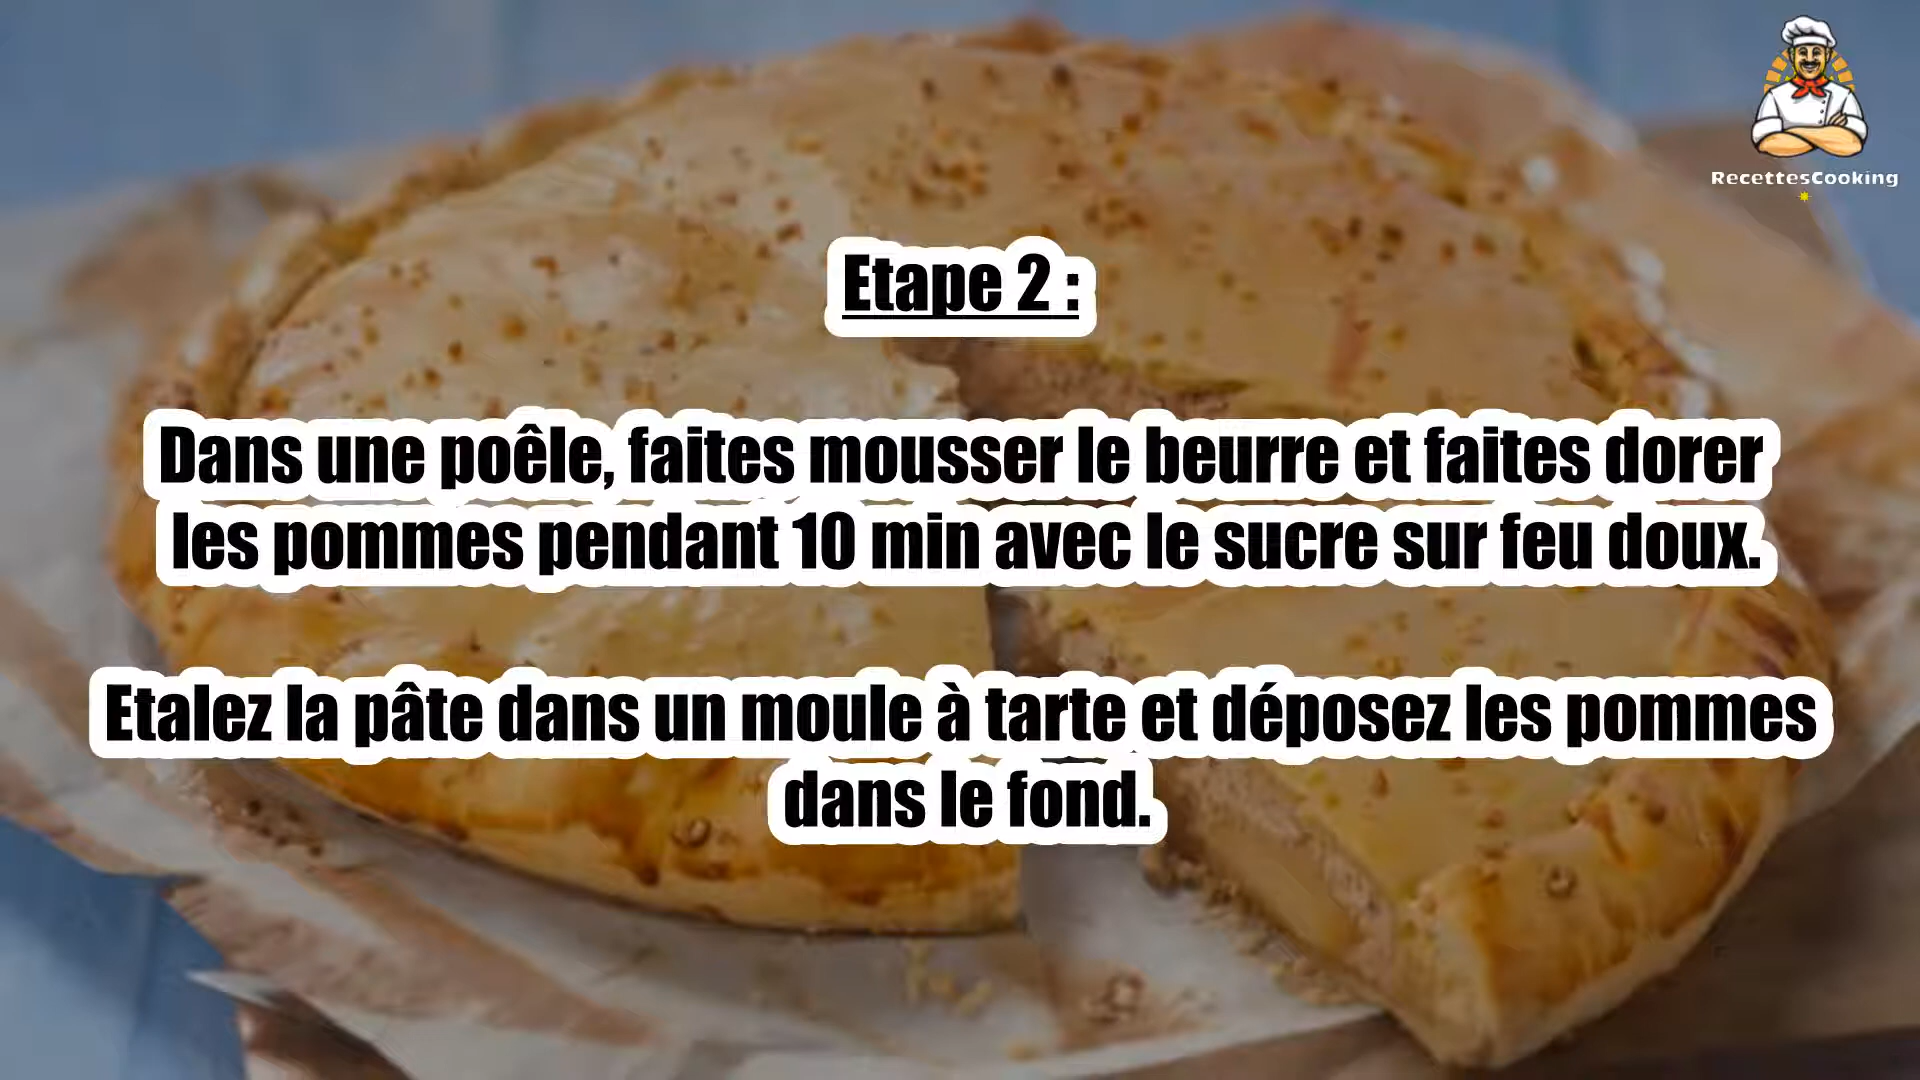 RecettesCooking
Etape 2 :
Dans une poêle, faites mousser le beurre et faites dorer
les pommes pendant 10 min avec le sucre sur feu doux.
Etalez la pâte dans un moule à tarte et déposez les pommes
dans le fond.